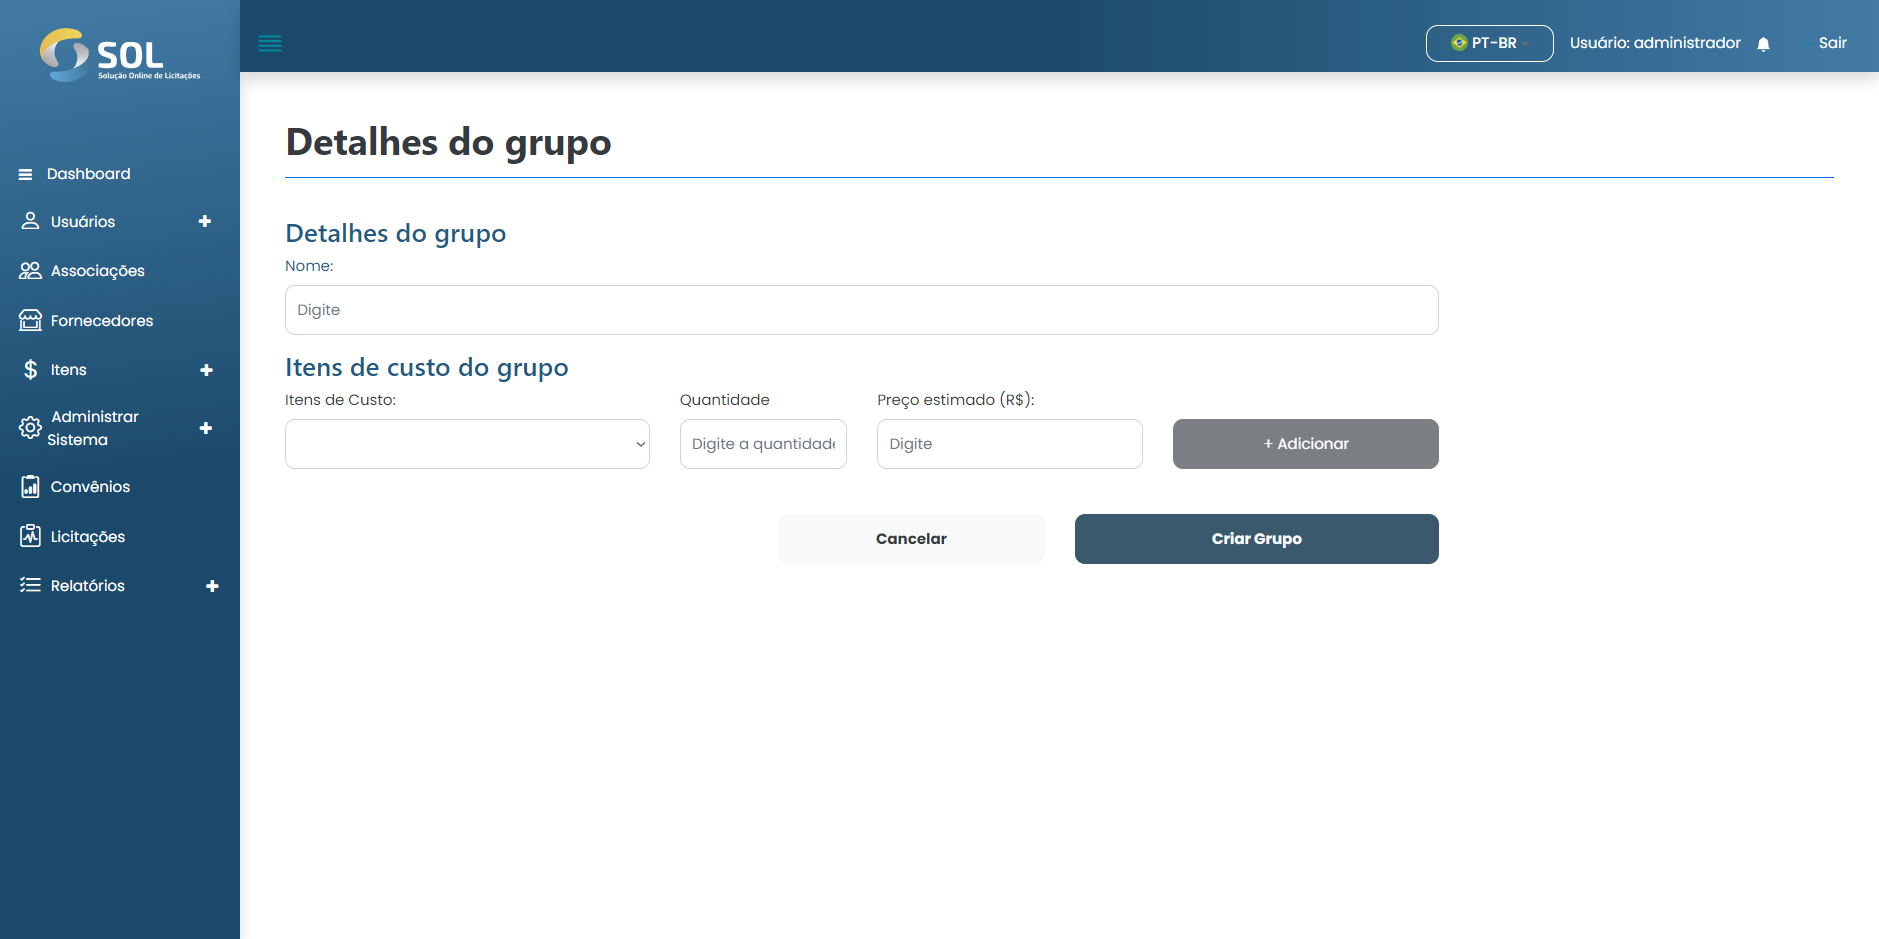 SOL
Solução Online de Licitações
PT-BR
Usuário: administrador
Sair
Dashboard
Usuários
Associações
Fornecedores
Itens
Administrar
Sistema
Convênios
Licitações
Relatórios
Detalhes do grupo
Detalhes do grupo
Nome:
Digite
Itens de custo do grupo
Itens de Custo:
Quantidade
Preço estimado (R$):
Digite a quantidade
Digite
+ Adicionar
Cancelar
Criar Grupo